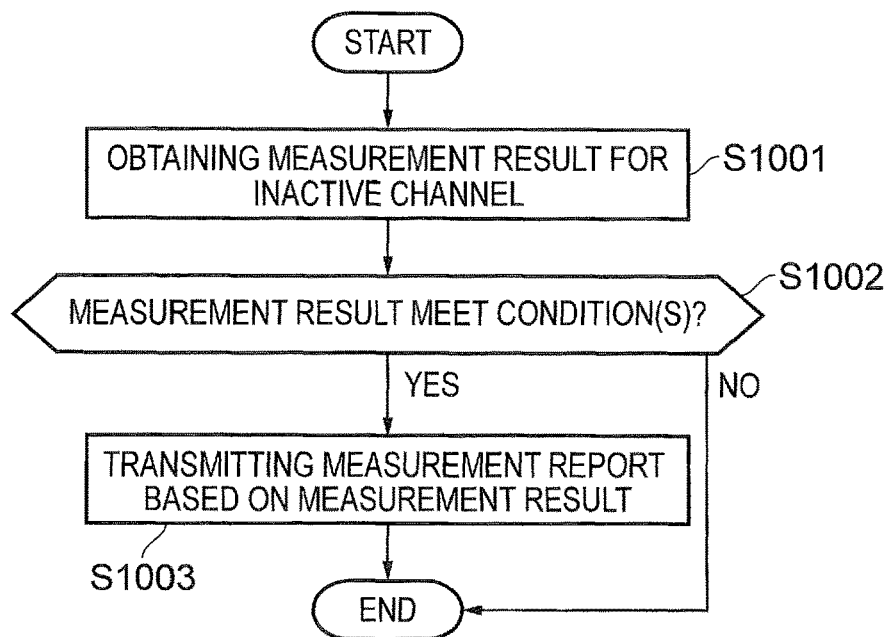 START
OBTAINING MEASUREMENT RESULT FOR
INACTIVE CHANNEL
S1001
MEASUREMENT RESULT MEET CONDITION(S)?
S1002
YES
NO
TRANSMITTING MEASUREMENT REPORT
BASED ON MEASUREMENT RESULT
S1003
END